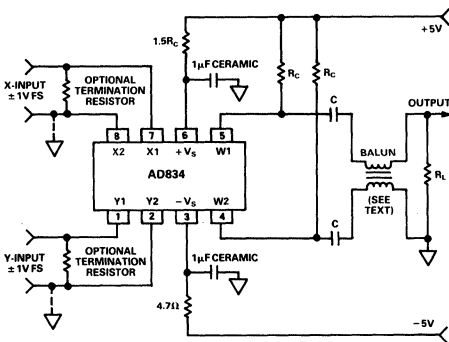 +5V
1.5RC
1μF CERAMIC
RC
RC
X-INPUT
± 1V FS
OPTIONAL
TERMINATION
RESISTOR
C
OUTPUT
8
7
6
5
X2
X1
+VS
W1
AD834
BALUN
(SEE
TEXT)
RL
Y1
Y2
−VS
W2
1
2
3
4
C
Y-INPUT
± 1V FS
OPTIONAL
TERMINATION
RESISTOR
1μF CERAMIC
4.7Ω
−5V